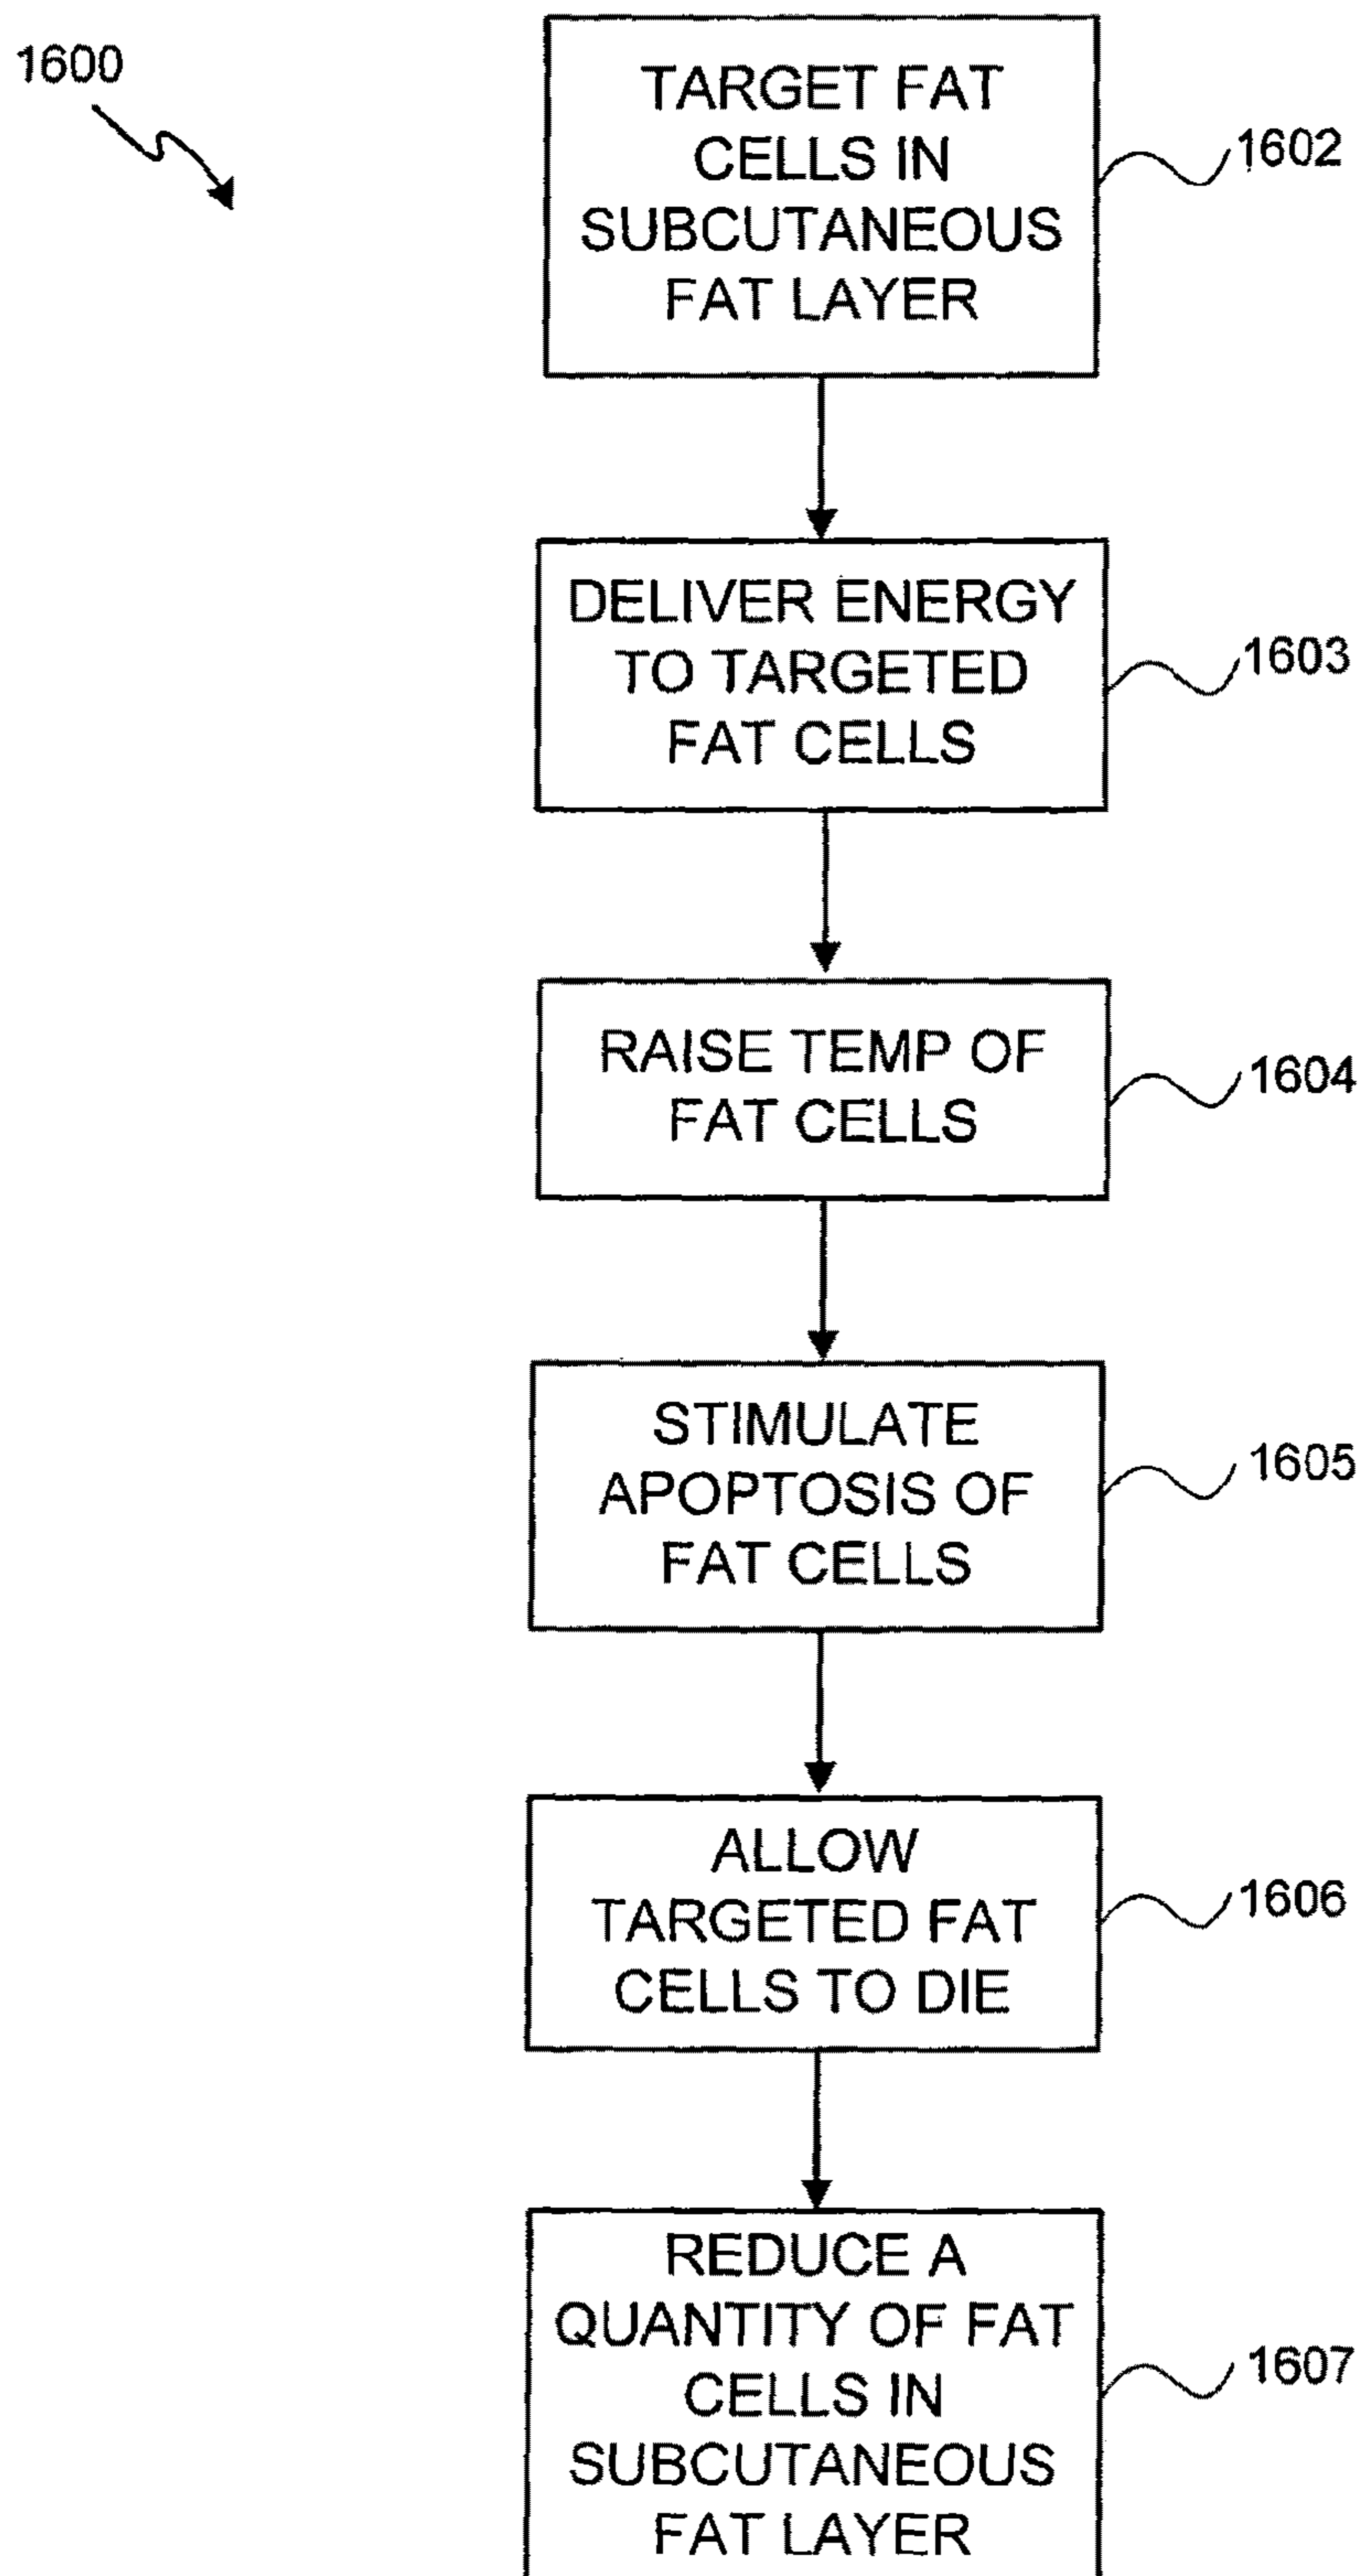 1600
TARGET FAT
CELLS IN
SUBCUTANEOUS
FAT LAYER
1602
DELIVER ENERGY
TO TARGETED
FAT CELLS
1603
RAISE TEMP OF
FAT CELLS
1604
STIMULATE
APOPTOSIS OF
FAT CELLS
1605
ALLOW
TARGETED FAT
CELLS TO DIE
1606
REDUCE A
QUANTITY OF FAT
CELLS IN
SUBCUTANEOUS
FAT LAYER
1607